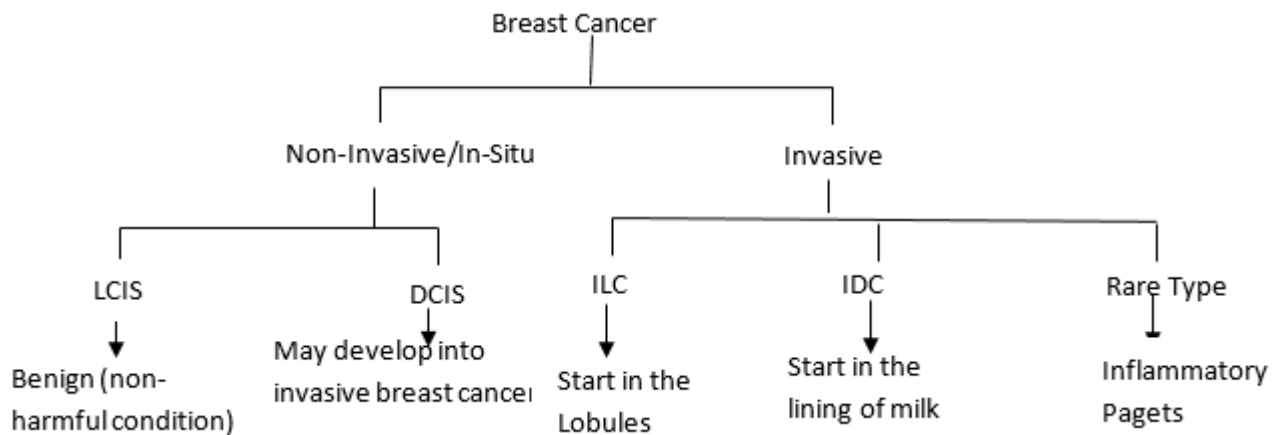 Breast Cancer
Non-Invasive/In-Situ
Invasive
LCIS
DCIS
ILC
IDC
Rare Type
Benign (non-
harmful condition)
May develop into
invasive breast cancer
Start in the
Lobules
Start in the
lining of milk
Inflammatory
Pagets